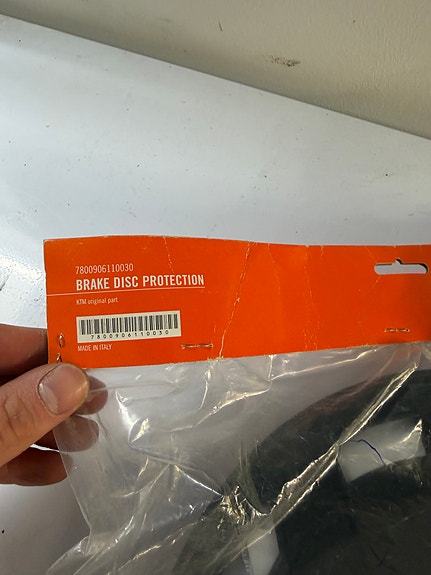 7800906110030
BRAKE DISC PROTECTION
KTM original part
7800906110030
MADE IN ITALY